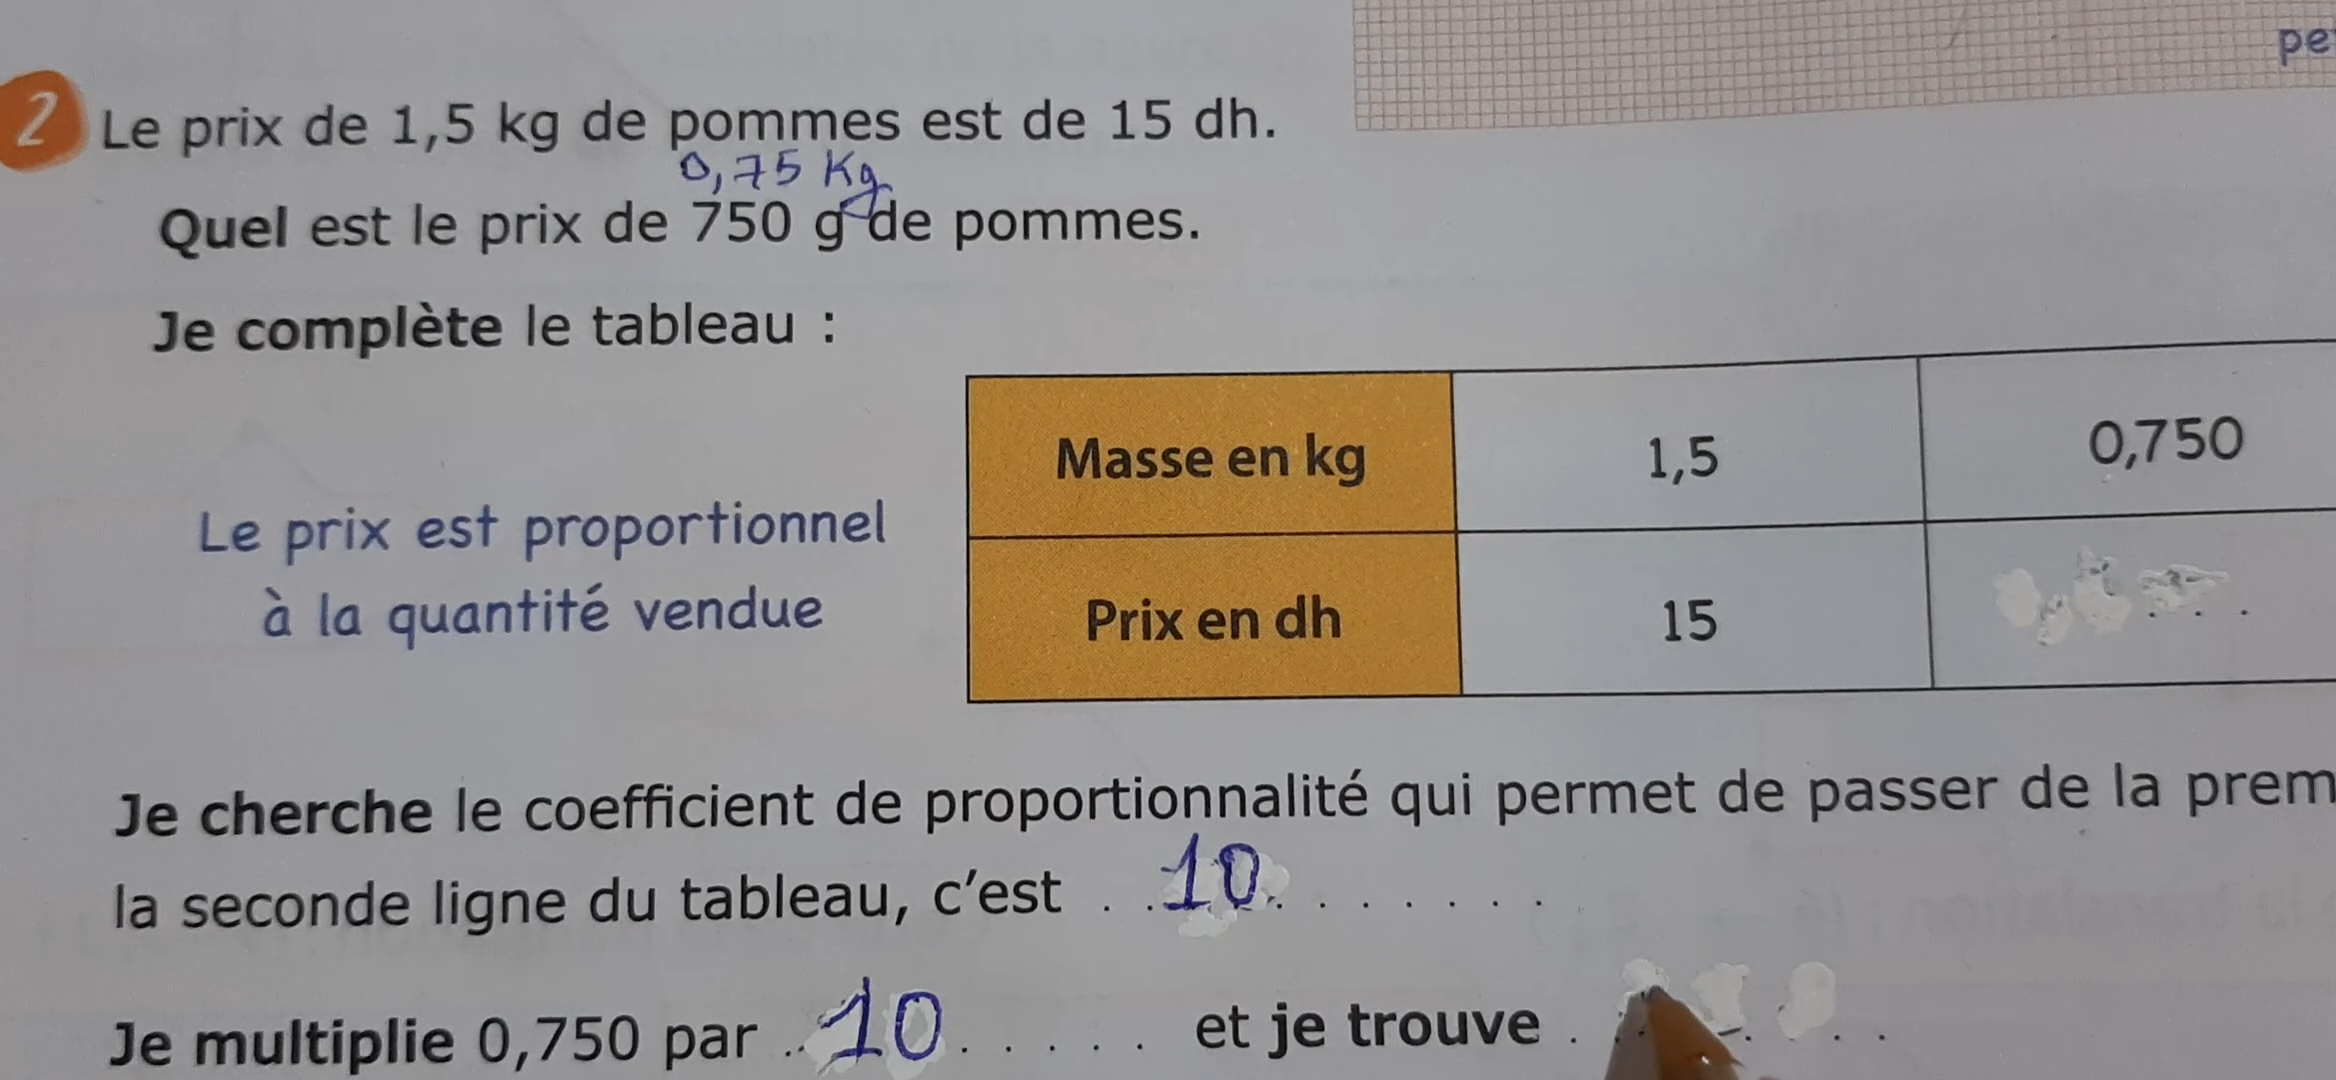 pe
2 Le prix de 1,5 kg de pommes est de 15 dh.
0,75 Kg
Quel est le prix de 750 g de pommes.
Je complète le tableau :
Masse en kg 1,5 0,750
Le prix est proportionnel
à la quantité vendue
Prix en dh 15 . . .
Je cherche le coefficient de proportionnalité qui permet de passer de la prem
la seconde ligne du tableau, c'est . . 10 . . . . . . .
Je multiplie 0,750 par .. 10 . . . . . et je trouve . . . . . .